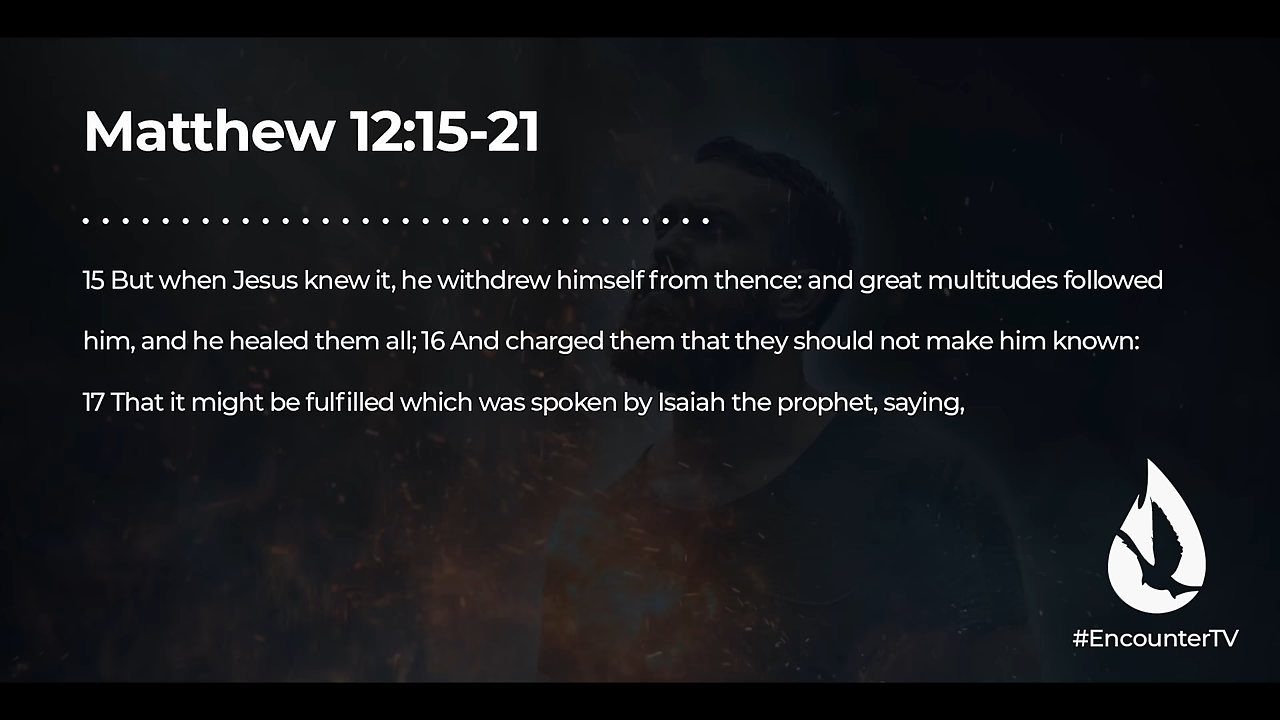 Matthew 12:15-21
15 But when Jesus knew it, he withdrew himself from thence: and great multitudes followed
him, and he healed them all; 16 And charged them that they should not make him known:
17 That it might be fulfilled which was spoken by Isaiah the prophet, saying,
#EncounterTV